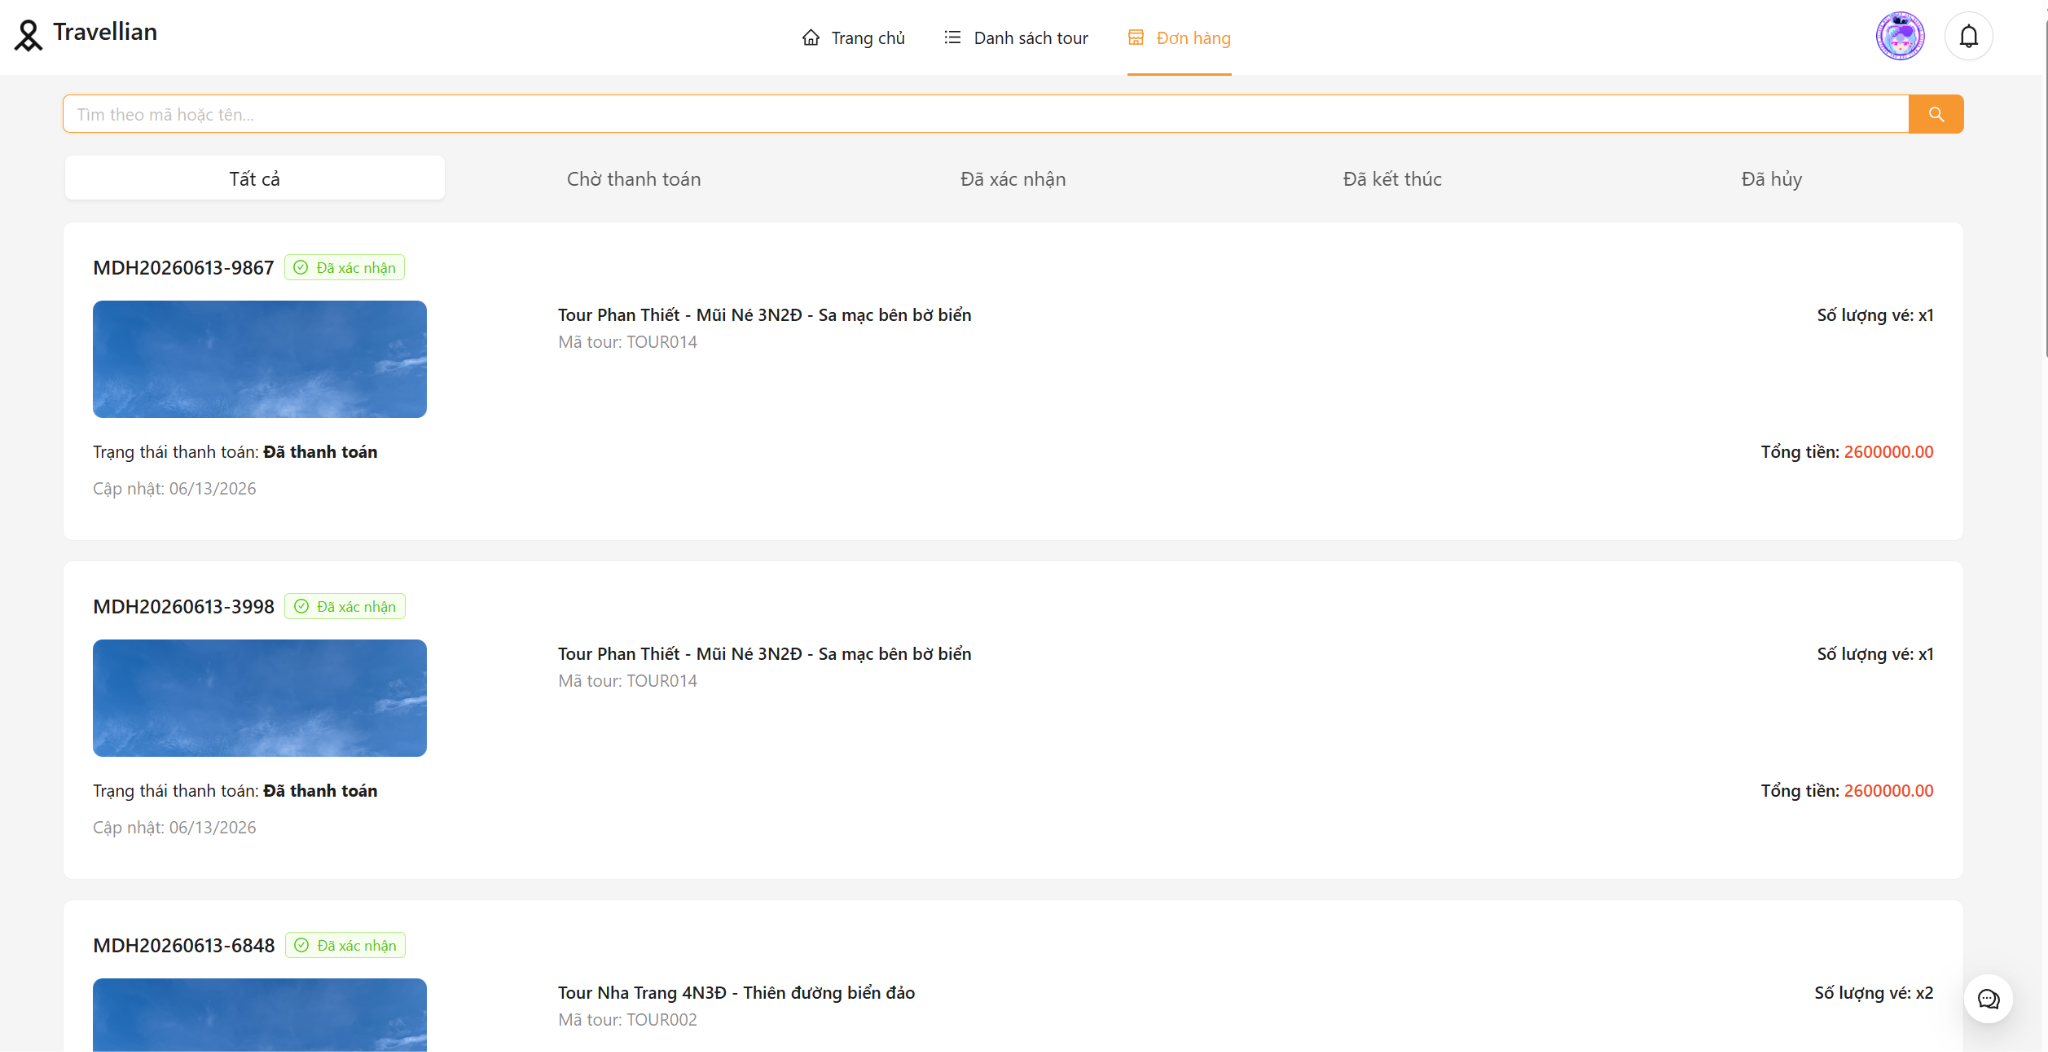 Travellian
Trang chủ
Danh sách tour
Đơn hàng
Tìm theo mã hoặc tên...
Tất cả
Chờ thanh toán
Đã xác nhận
Đã kết thúc
Đã hủy
MDH20260613-9867
Đã xác nhận
Tour Phan Thiết - Mũi Né 3N2Đ - Sa mạc bên bờ biển
Số lượng vé: x1
Mã tour: TOUR014
Trạng thái thanh toán: Đã thanh toán
Tổng tiền: 2600000.00
Cập nhật: 06/13/2026
MDH20260613-3998
Đã xác nhận
Tour Phan Thiết - Mũi Né 3N2Đ - Sa mạc bên bờ biển
Số lượng vé: x1
Mã tour: TOUR014
Trạng thái thanh toán: Đã thanh toán
Tổng tiền: 2600000.00
Cập nhật: 06/13/2026
MDH20260613-6848
Đã xác nhận
Tour Nha Trang 4N3Đ - Thiên đường biển đảo
Số lượng vé: x2
Mã tour: TOUR002